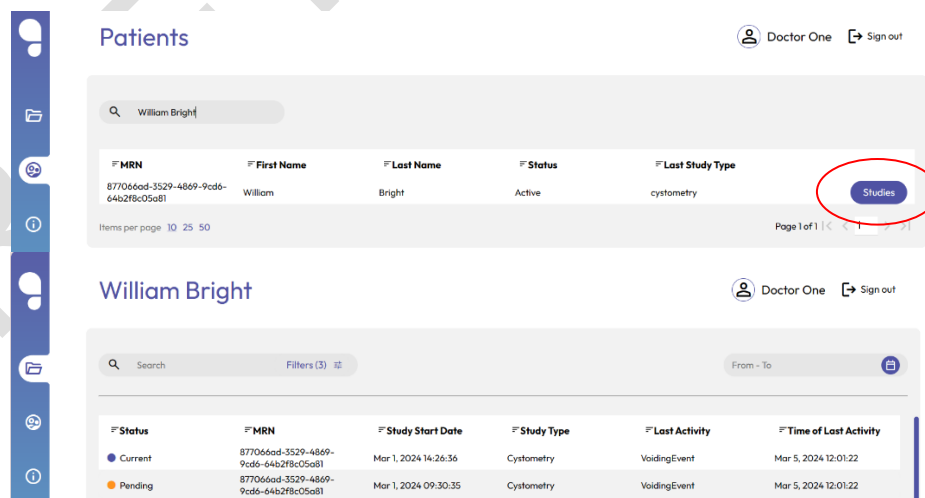 Patients
Doctor One
Sign out
William Bright
MRN First Name Last Name Status Last Study Type
877066ad-3529-4869-9cd6-
64b2f8c05a81
William Bright Active cystometry Studies
Items per page 10 25 50
Page 1 of 1 1
William Bright
Doctor One
Sign out
Search Filters (3)
From - To
Status MRN Study Start Date Study Type Last Activity Time of Last Activity
Current 877066ad-3529-4869-
9cd6-64b2f8c05a81
Mar 1, 2024 14:26:36 Cystometry VoidingEvent Mar 5, 2024 12:01:22
Pending 877066ad-3529-4869-
9cd6-64b2f8c05a81
Mar 1, 2024 09:30:35 Cystometry VoidingEvent Mar 5, 2024 12:01:22